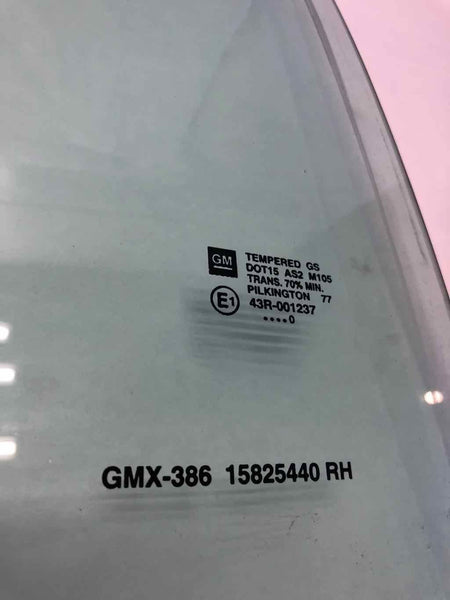 GM
TEMPERED GS
DOT15 AS2 M105
TRANS. 70% MIN.
PILKINGTON 77
E1
43R-001237
••••0
GMX-386 15825440 RH